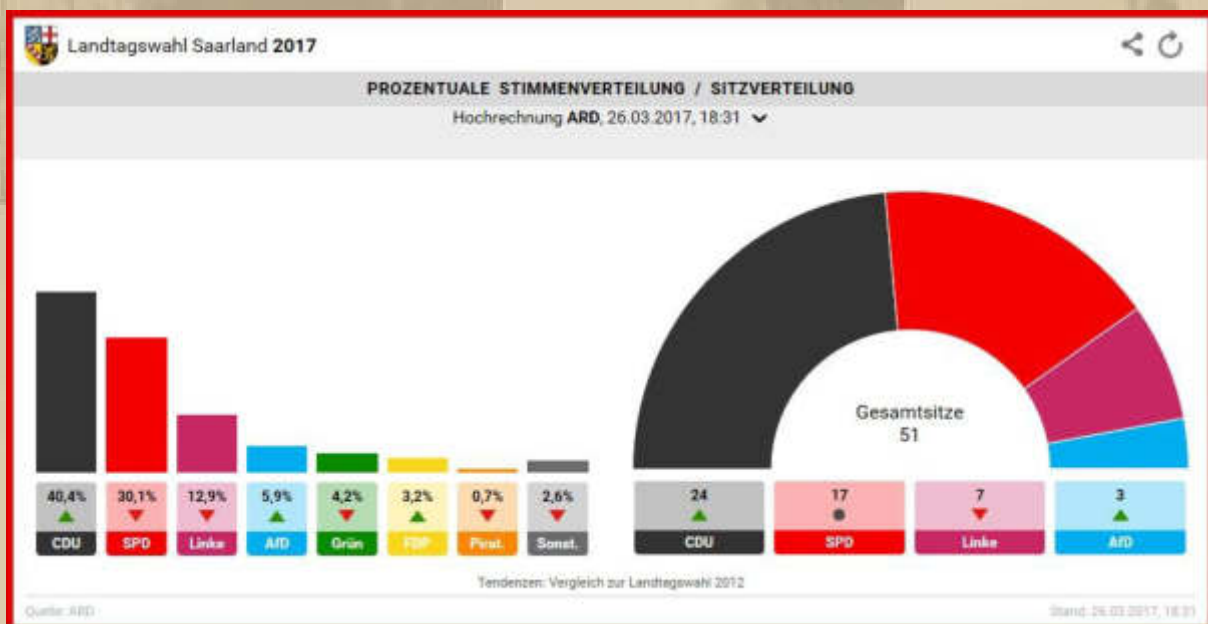 Landtagswahl Saarland 2017
PROZENTUALE STIMMENVERTEILUNG / SITZVERTEILUNG
Hochrechnung ARD, 26.03.2017, 18:31
Gesamtsitze
51
40,4% 30,1% 12,9% 5,9% 4,2% 3,2% 0,7% 2,6%
CDU SPD Linke AfD Grün FDP Pirat. Sonst.
24 17 7 3
CDU SPD Linke AfD
Tendenzen: Vergleich zur Landtagswahl 2012
Quelle: ARD
Stand: 26.03.2017, 18:31